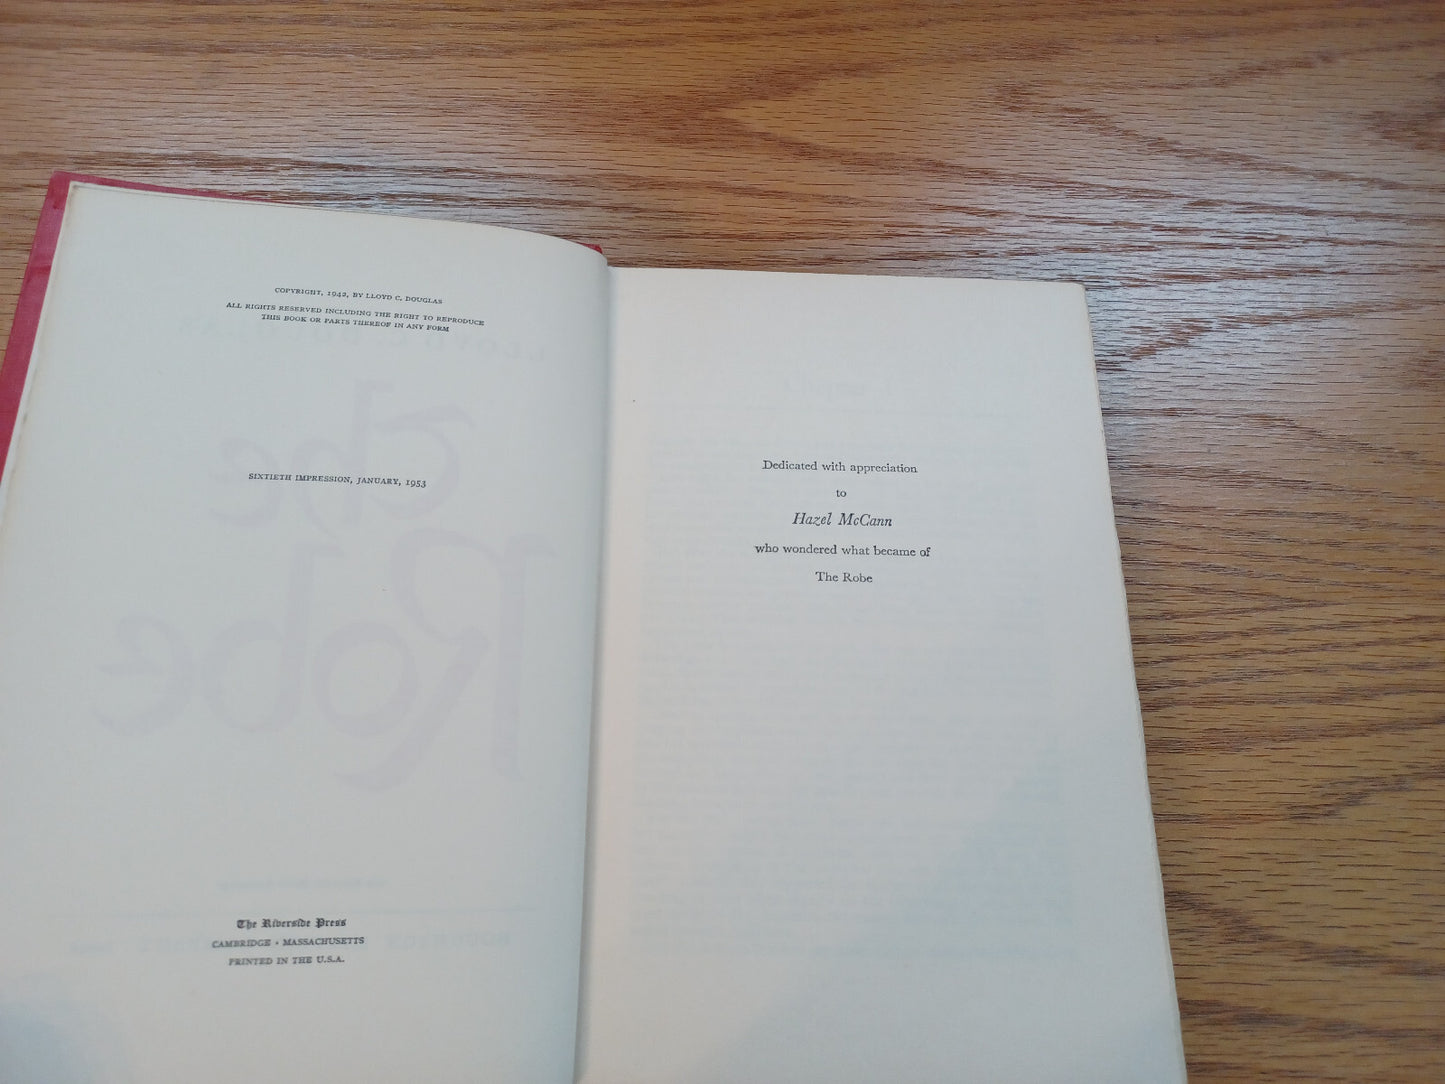 COPYRIGHT, 1942, BY LLOYD C. DOUGLAS
ALL RIGHTS RESERVED INCLUDING THE RIGHT TO REPRODUCE
THIS BOOK OR PARTS THEREOF IN ANY FORM
SIXTIETH IMPRESSION, JANUARY, 1953
The Riverside Press
CAMBRIDGE • MASSACHUSETTS
PRINTED IN THE U.S.A.
Dedicated with appreciation
to
Hazel McCann
who wondered what became of
The Robe